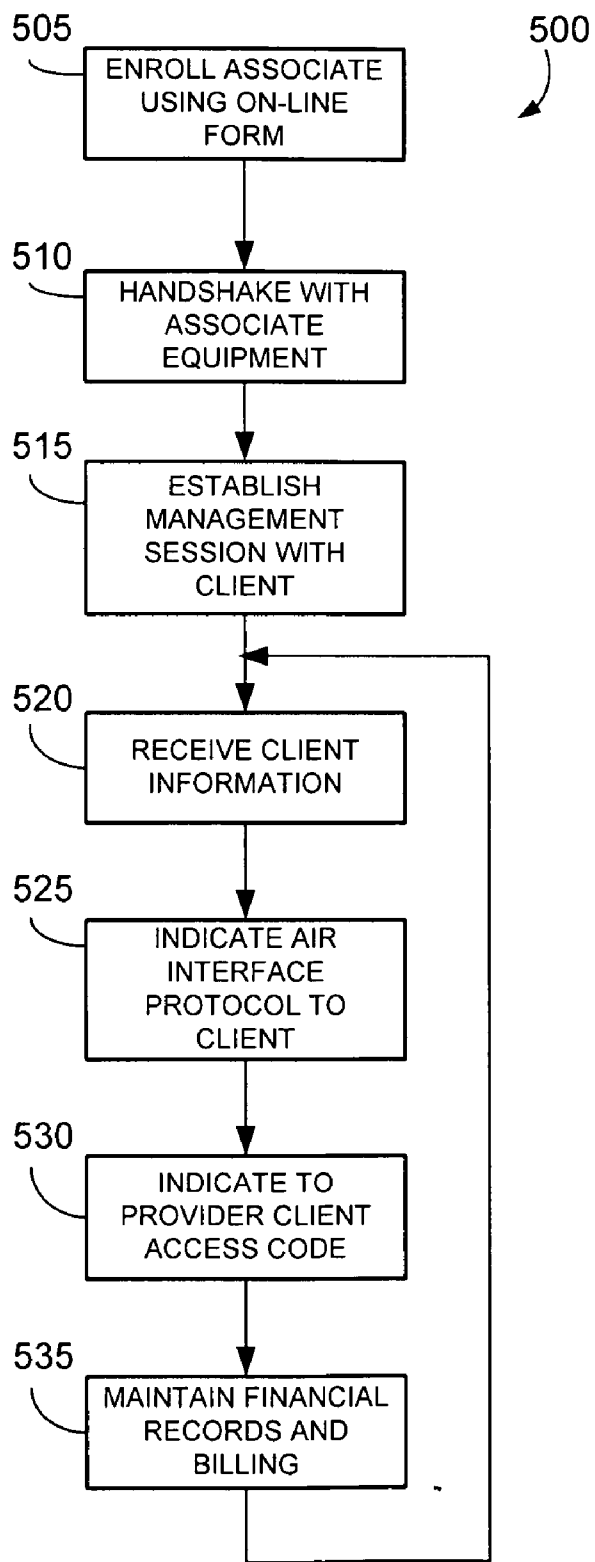 505
500
ENROLL ASSOCIATE
USING ON-LINE
FORM
510
HANDSHAKE WITH
ASSOCIATE
EQUIPMENT
515
ESTABLISH
MANAGEMENT
SESSION WITH
CLIENT
520
RECEIVE CLIENT
INFORMATION
525
INDICATE AIR
INTERFACE
PROTOCOL TO
CLIENT
530
INDICATE TO
PROVIDER CLIENT
ACCESS CODE
535
MAINTAIN FINANCIAL
RECORDS AND
BILLING